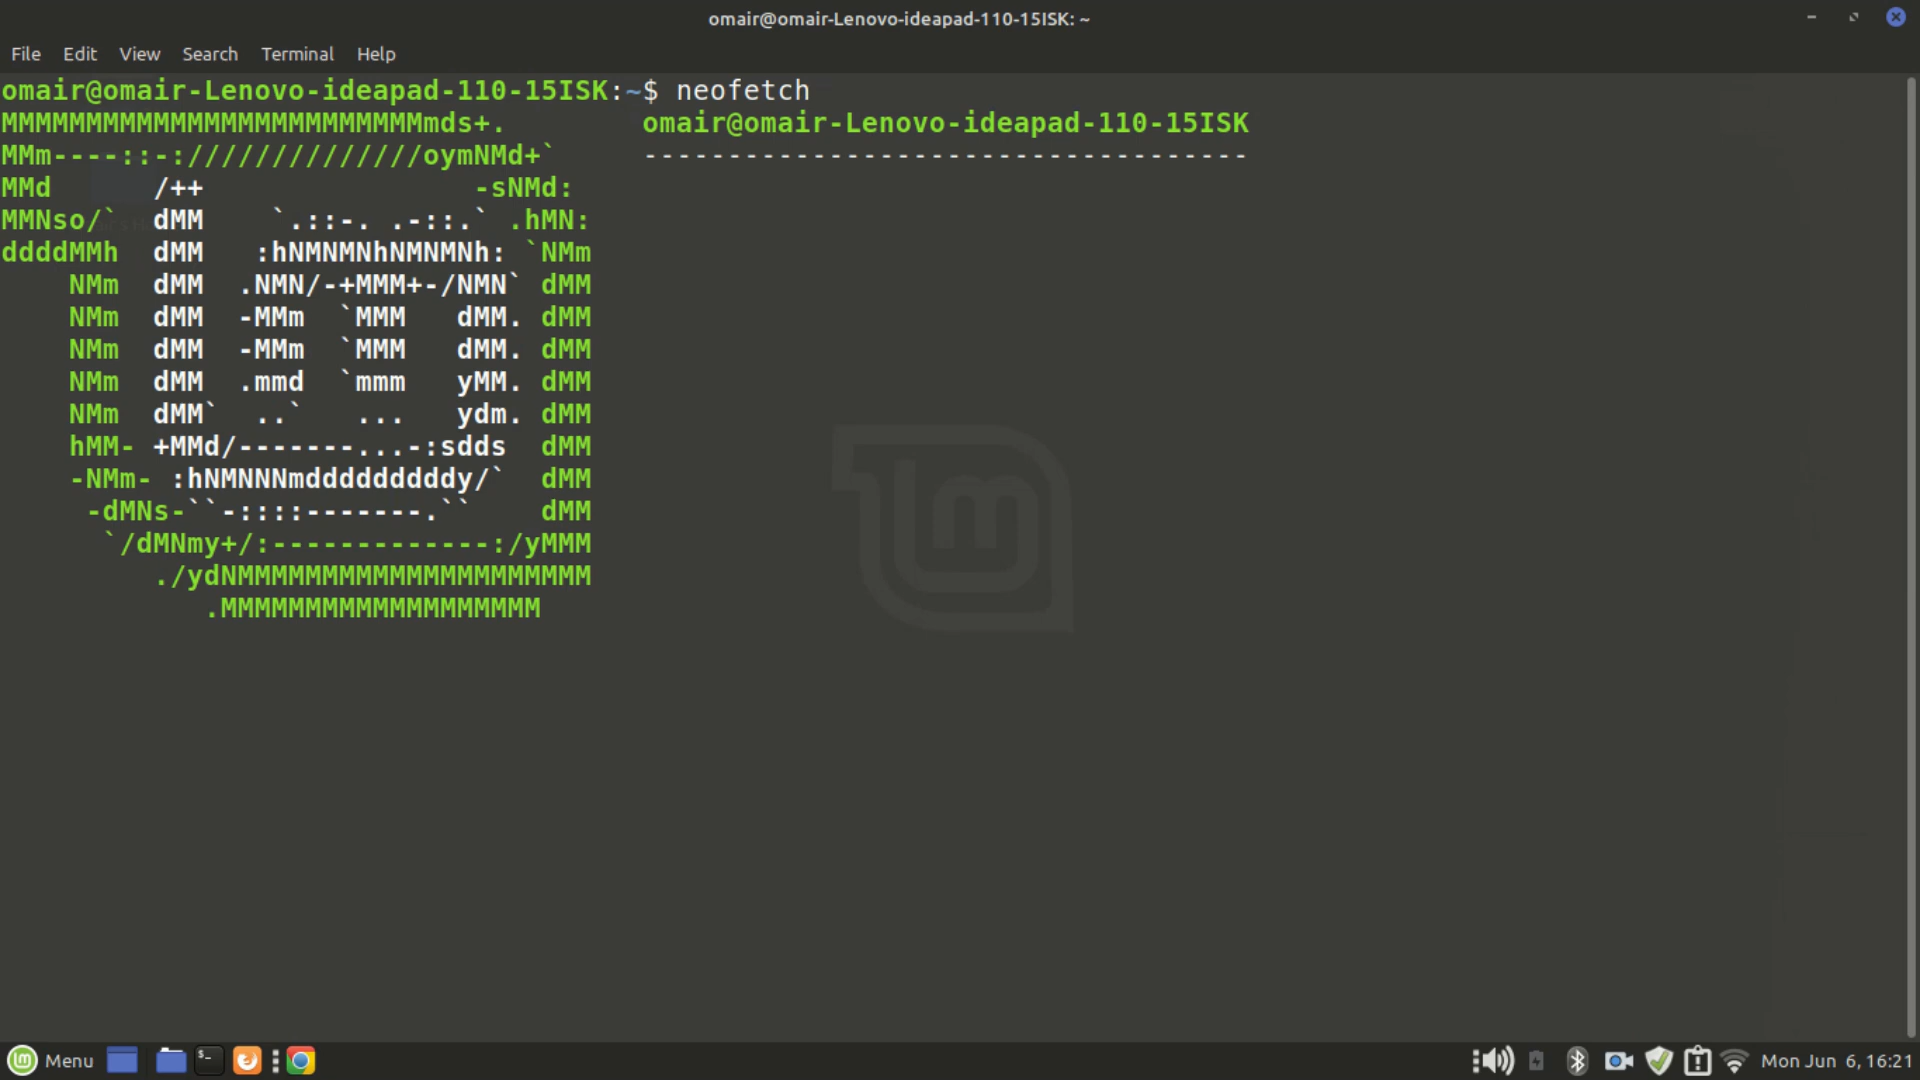 omair@omair-Lenovo-ideapad-110-15ISK: ~
File Edit View Search Terminal Help
omair@omair-Lenovo-ideapad-110-15ISK:~$ neofetch
MMMMMMMMMMMMMMMMMMMMMMMMMmds+.        omair@omair-Lenovo-ideapad-110-15ISK
MMm----::-://////////////oymNMd+`     ------------------------------------
MMd      /++                -sNMd:
MMNso/`  dMM    `.::-. .-::.` .hMN:
ddddMMh  dMM   :hNMNMNhNMNMNh: `NMm
    NMm  dMM  .NMN/-+MMM+-/NMN` dMM
    NMm  dMM  -MMm  `MMM   dMM. dMM
    NMm  dMM  -MMm  `MMM   dMM. dMM
    NMm  dMM  .mmd  `mmm   yMM. dMM
    NMm  dMM`  ..`   ...   ydm. dMM
    hMM- +MMd/-------...-:sdds  dMM
    -NMm- :hNMNNNmdddddddddy/`  dMM
     -dMNs-``-::::-------.``    dMM
      `/dMNmy+/:-------------:/yMMM
         ./ydNMMMMMMMMMMMMMMMMMMMMM
            .MMMMMMMMMMMMMMMMMMM
Menu Mon Jun 6, 16:21